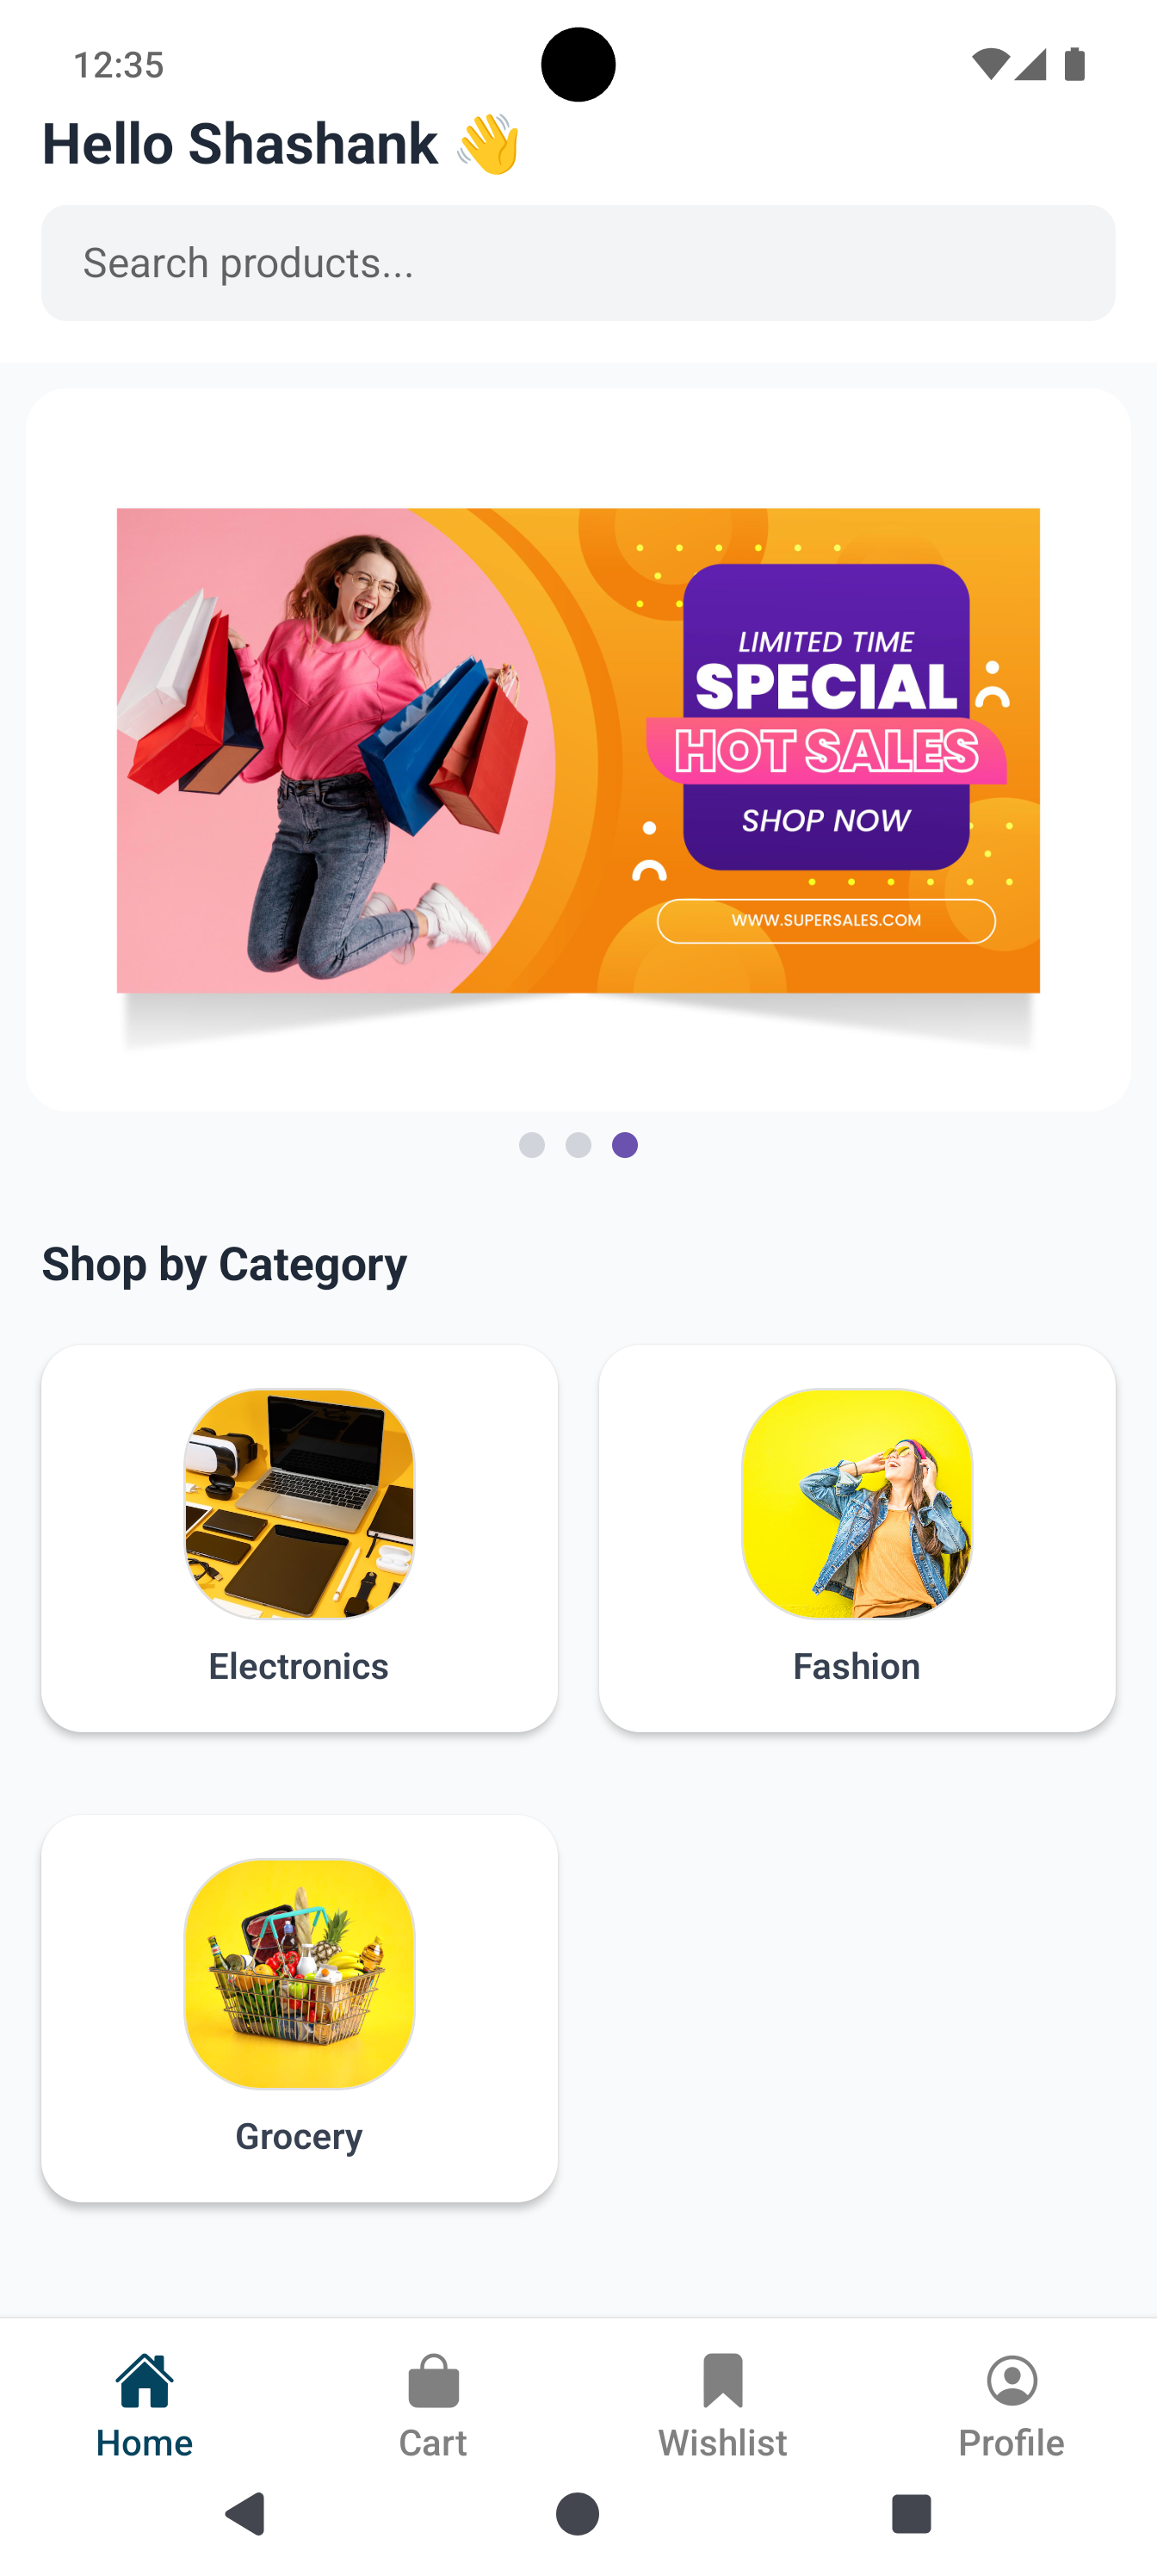 12:35
Hello Shashank 👋
Search products...
LIMITED TIME
SPECIAL
HOT SALES
SHOP NOW
WWW.SUPERSALES.COM
Shop by Category
Electronics
Fashion
Grocery
Home
Cart
Wishlist
Profile